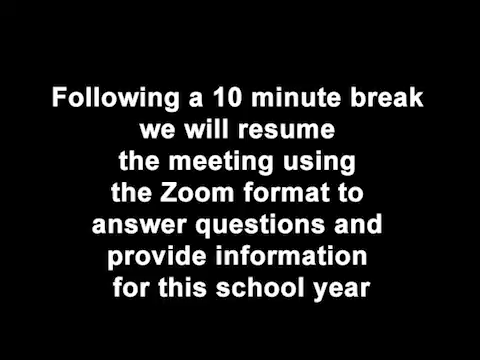 Following a 10 minute break
we will resume
the meeting using
the Zoom format to
answer questions and
provide information
for this school year